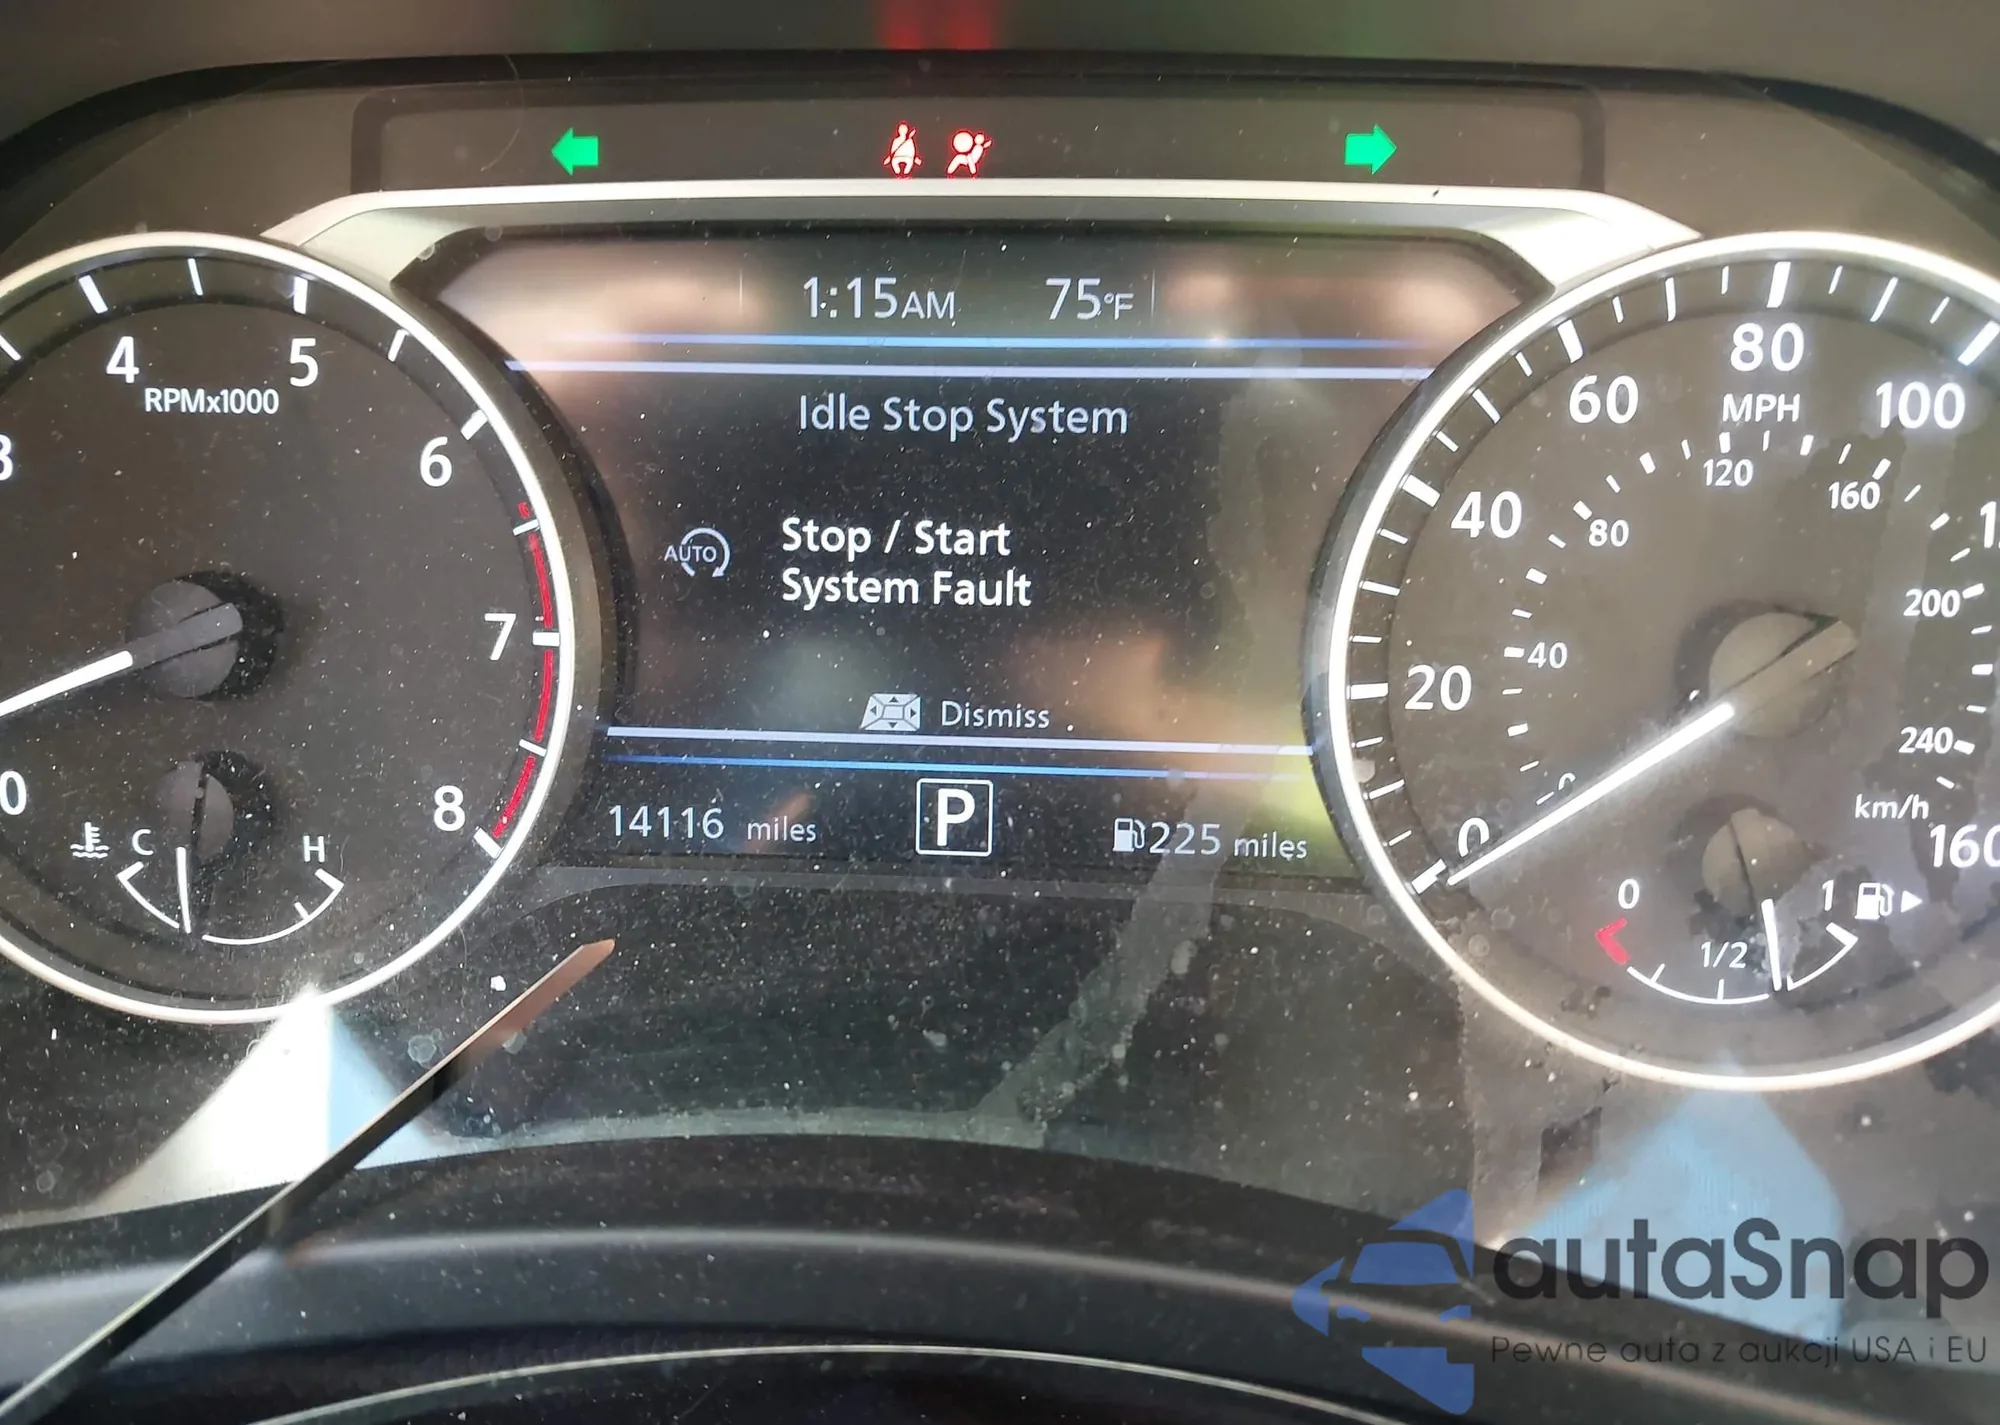 1:15AM 75°F
Idle Stop System
AUTO
Stop / Start
System Fault
Dismiss
14116 miles
P
225 miles
0
3
4
5
6
7
8
RPMx1000
C H
0
20
40
60
80
100
160
MPH
0
40
80
120
160
200
240
km/h
0 1/2 1
autaSnap
Pewne auta z aukcji USA i EU